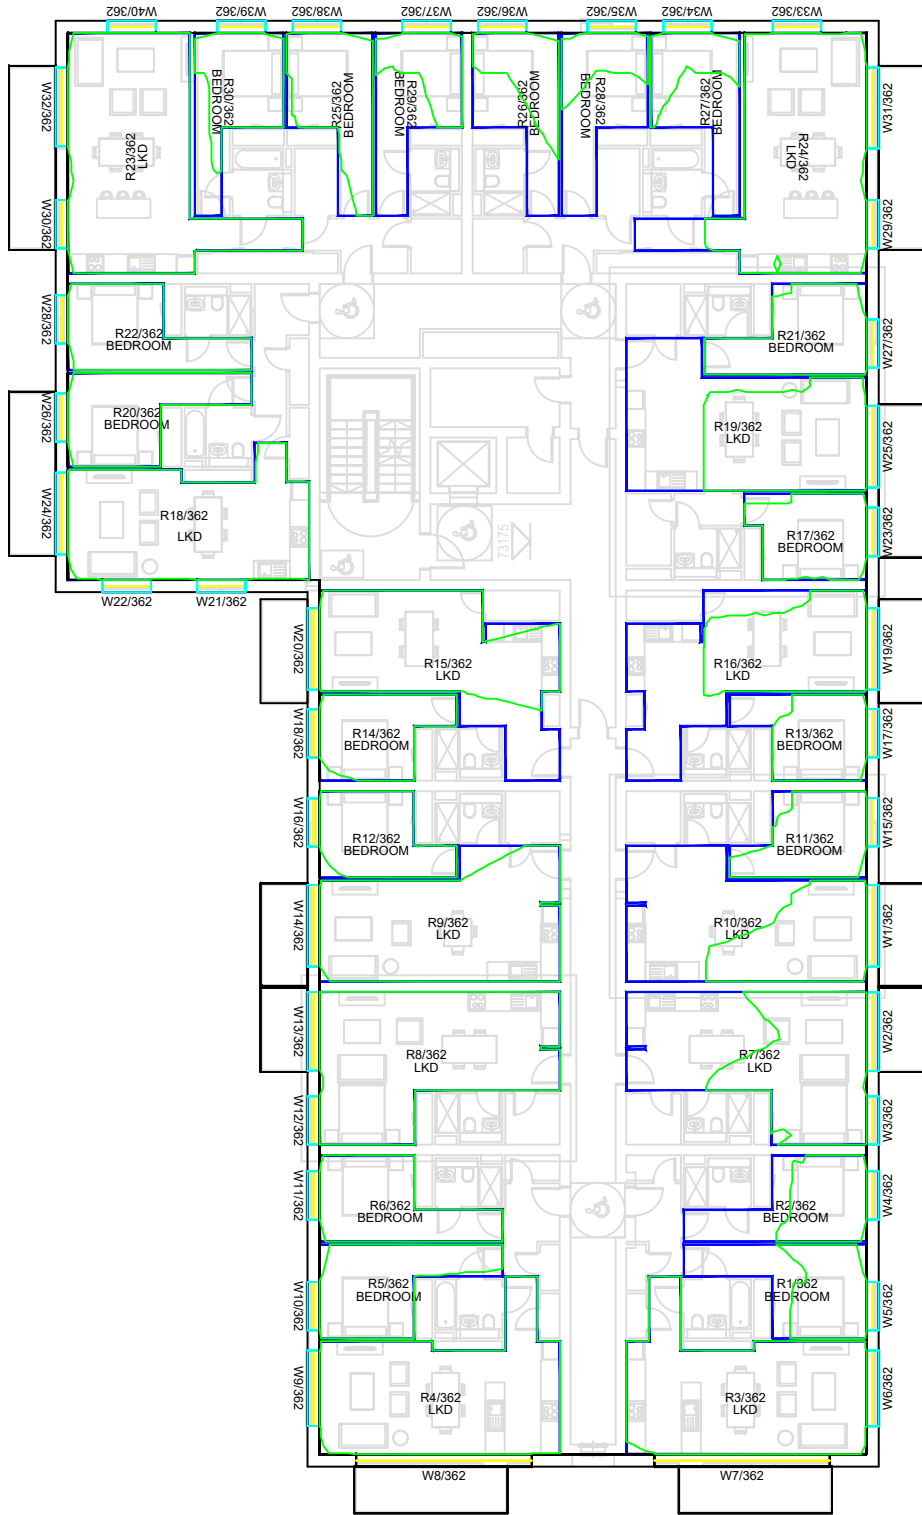 W40/362
W39/362
W38/362
W37/362
W36/362
W35/362
W34/362
W33/362
W32/362
W31/362
R23/362
LKD
R30/362
BEDROOM
R25/362
BEDROOM
R29/362
BEDROOM
R26/362
BEDROOM
R28/362
BEDROOM
R27/362
BEDROOM
R24/362
LKD
W30/362
W29/362
W28/362
R22/362
BEDROOM
R21/362
BEDROOM
W27/362
W26/362
R20/362
BEDROOM
R19/362
LKD
W25/362
W24/362
R18/362
LKD
73175
R17/362
BEDROOM
W23/362
W22/362
W21/362
W20/362
R15/362
LKD
R16/362
LKD
W19/362
W18/362
R14/362
BEDROOM
R13/362
BEDROOM
W17/362
W16/362
R12/362
BEDROOM
R11/362
BEDROOM
W15/362
W14/362
R9/362
LKD
R10/362
LKD
W1/362
W13/362
R8/362
LKD
R7/362
LKD
W2/362
W12/362
W3/362
W11/362
R6/362
BEDROOM
R2/362
BEDROOM
W4/362
W10/362
R5/362
BEDROOM
R1/362
BEDROOM
W5/362
W9/362
R4/362
LKD
R3/362
LKD
W6/362
W8/362
W7/362